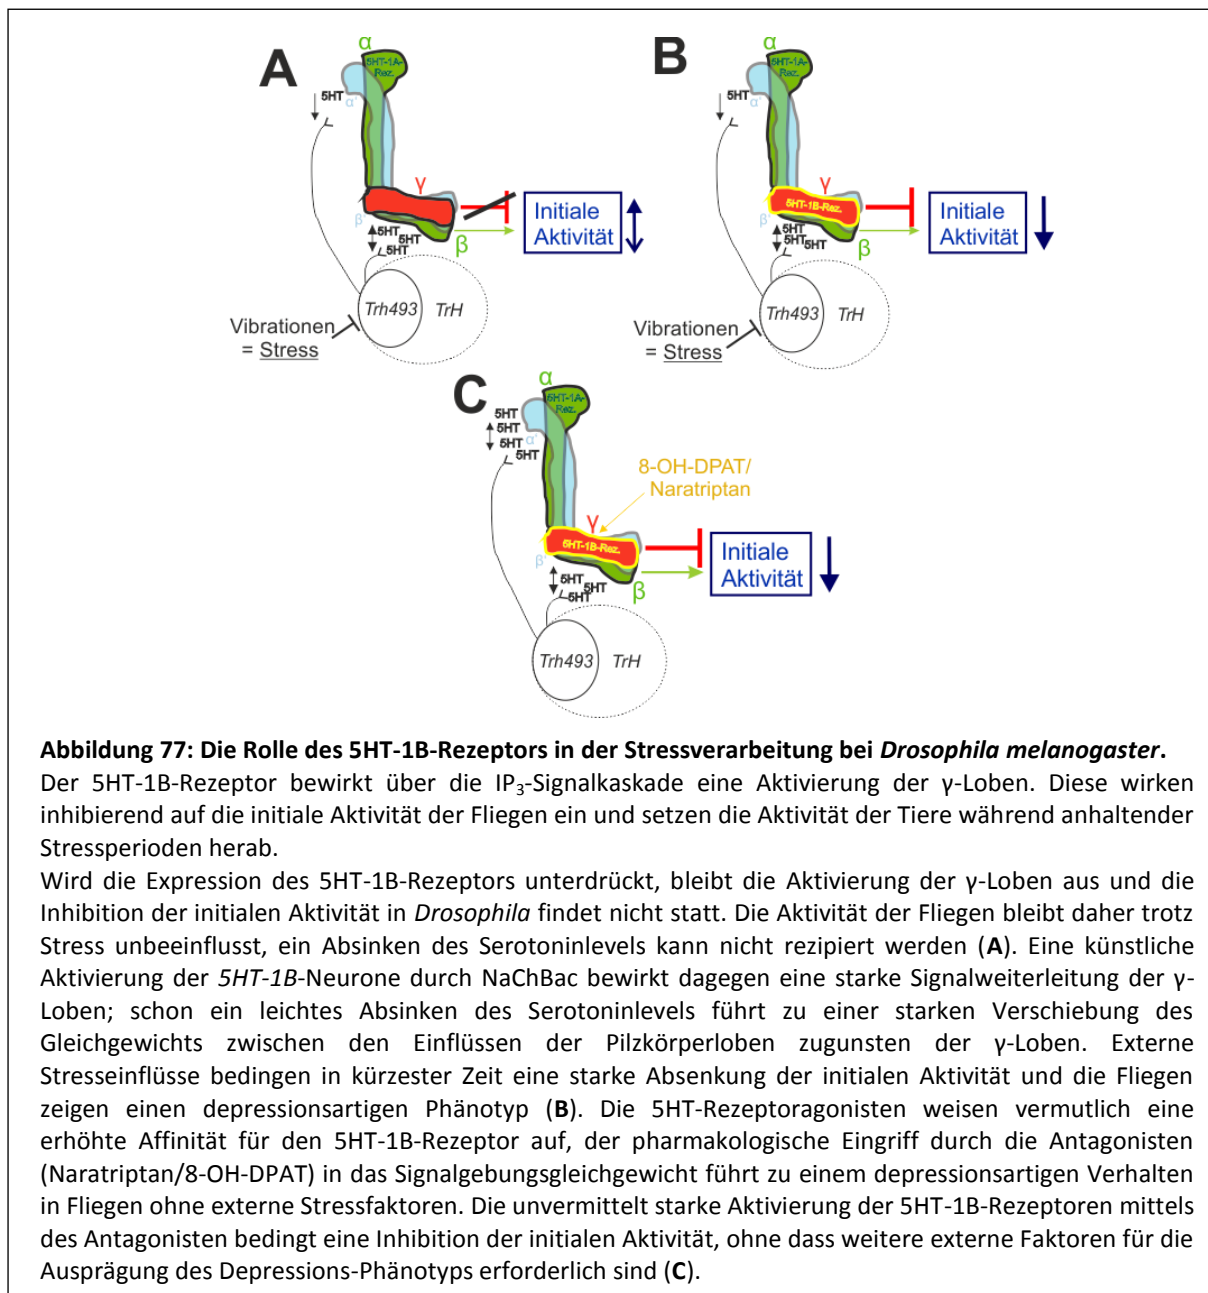 A
α
5HT-1A-
Rez.
5HT
α'
γ
β'
5HT
5HT
5HT
β
Initiale
Aktivität
Trh493
TrH
Vibrationen
= Stress
B
α
5HT-1A-
Rez.
5HT
α'
γ
5HT-1B-Rez.
β'
5HT
5HT
5HT
β
Initiale
Aktivität
Trh493
TrH
Vibrationen
= Stress
C
α
5HT-1A-
Rez.
5HT
5HT
α'
5HT
5HT
8-OH-DPAT/
Naratriptan
γ
5HT-1B-Rez.
β'
5HT
5HT
5HT
β
Initiale
Aktivität
Trh493
TrH
Abbildung 77: Die Rolle des 5HT-1B-Rezeptors in der Stressverarbeitung bei Drosophila melanogaster.
Der 5HT-1B-Rezeptor bewirkt über die IP₃-Signalkaskade eine Aktivierung der γ-Loben. Diese wirken
inhibierend auf die initiale Aktivität der Fliegen ein und setzen die Aktivität der Tiere während anhaltender
Stressperioden herab.
Wird die Expression des 5HT-1B-Rezeptors unterdrückt, bleibt die Aktivierung der γ-Loben aus und die
Inhibition der initialen Aktivität in Drosophila findet nicht statt. Die Aktivität der Fliegen bleibt daher trotz
Stress unbeeinflusst, ein Absinken des Serotoninlevels kann nicht rezipiert werden (A). Eine künstliche
Aktivierung der 5HT-1B-Neurone durch NaChBac bewirkt dagegen eine starke Signalweiterleitung der γ-
Loben; schon ein leichtes Absinken des Serotoninlevels führt zu einer starken Verschiebung des
Gleichgewichts zwischen den Einflüssen der Pilzkörperloben zugunsten der γ-Loben. Externe
Stresseinflüsse bedingen in kürzester Zeit eine starke Absenkung der initialen Aktivität und die Fliegen
zeigen einen depressionsartigen Phänotyp (B). Die 5HT-Rezeptoragonisten weisen vermutlich eine
erhöhte Affinität für den 5HT-1B-Rezeptor auf, der pharmakologische Eingriff durch die Antagonisten
(Naratriptan/8-OH-DPAT) in das Signalgebungsgleichgewicht führt zu einem depressionsartigen Verhalten
in Fliegen ohne externe Stressfaktoren. Die unvermittelt starke Aktivierung der 5HT-1B-Rezeptoren mittels
des Antagonisten bedingt eine Inhibition der initialen Aktivität, ohne dass weitere externe Faktoren für die
Ausprägung des Depressions-Phänotyps erforderlich sind (C).